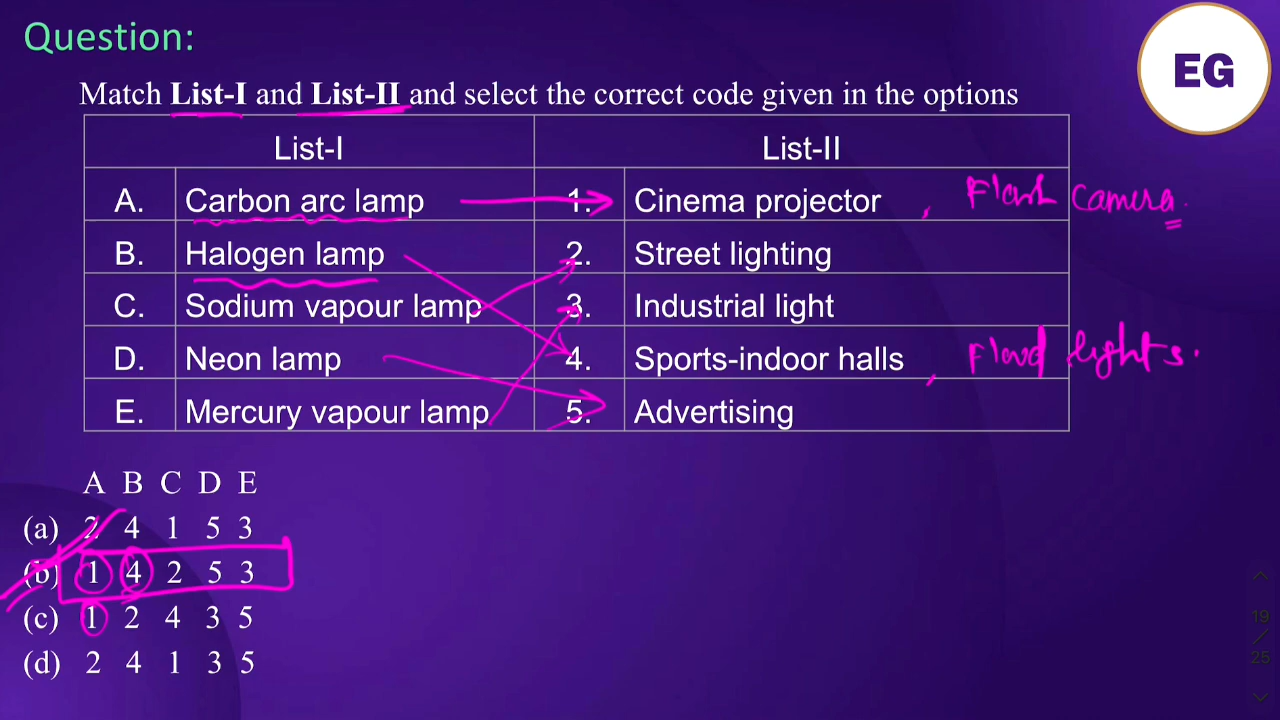 Question:
EG
Match List-I and List-II and select the correct code given in the options
List-I List-II
A. Carbon arc lamp 1. Cinema projector , Flash Camera.
B. Halogen lamp 2. Street lighting
C. Sodium vapour lamp 3. Industrial light
D. Neon lamp 4. Sports-indoor halls , Flood lights.
E. Mercury vapour lamp 5. Advertising
A B C D E
(a) 2 4 1 5 3
(b) 1 4 2 5 3
(c) 1 2 4 3 5
(d) 2 4 1 3 5
19
/
25